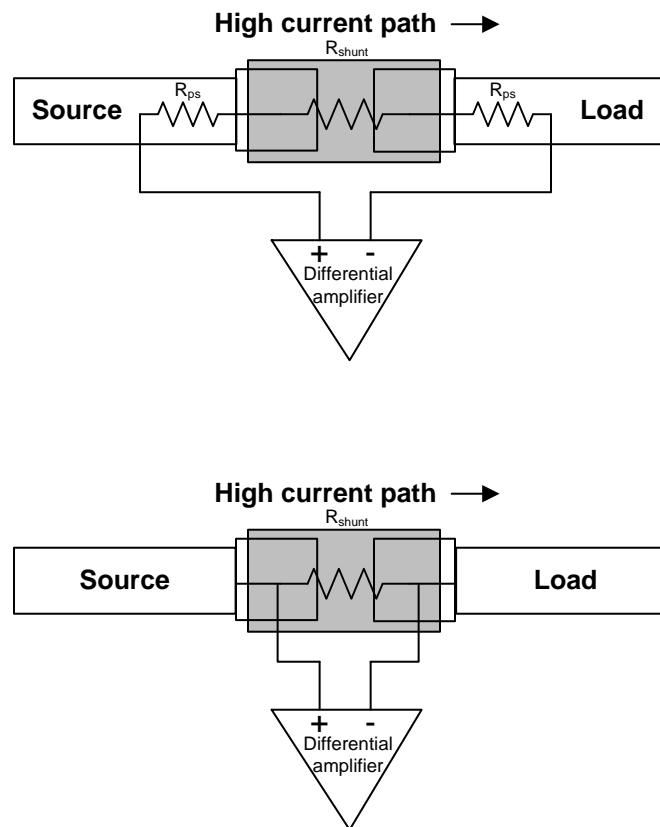 High current path
Rshunt
Rps
Rps
Source
Load
+ -
Differential
amplifier
High current path
Rshunt
Source
Load
+ -
Differential
amplifier